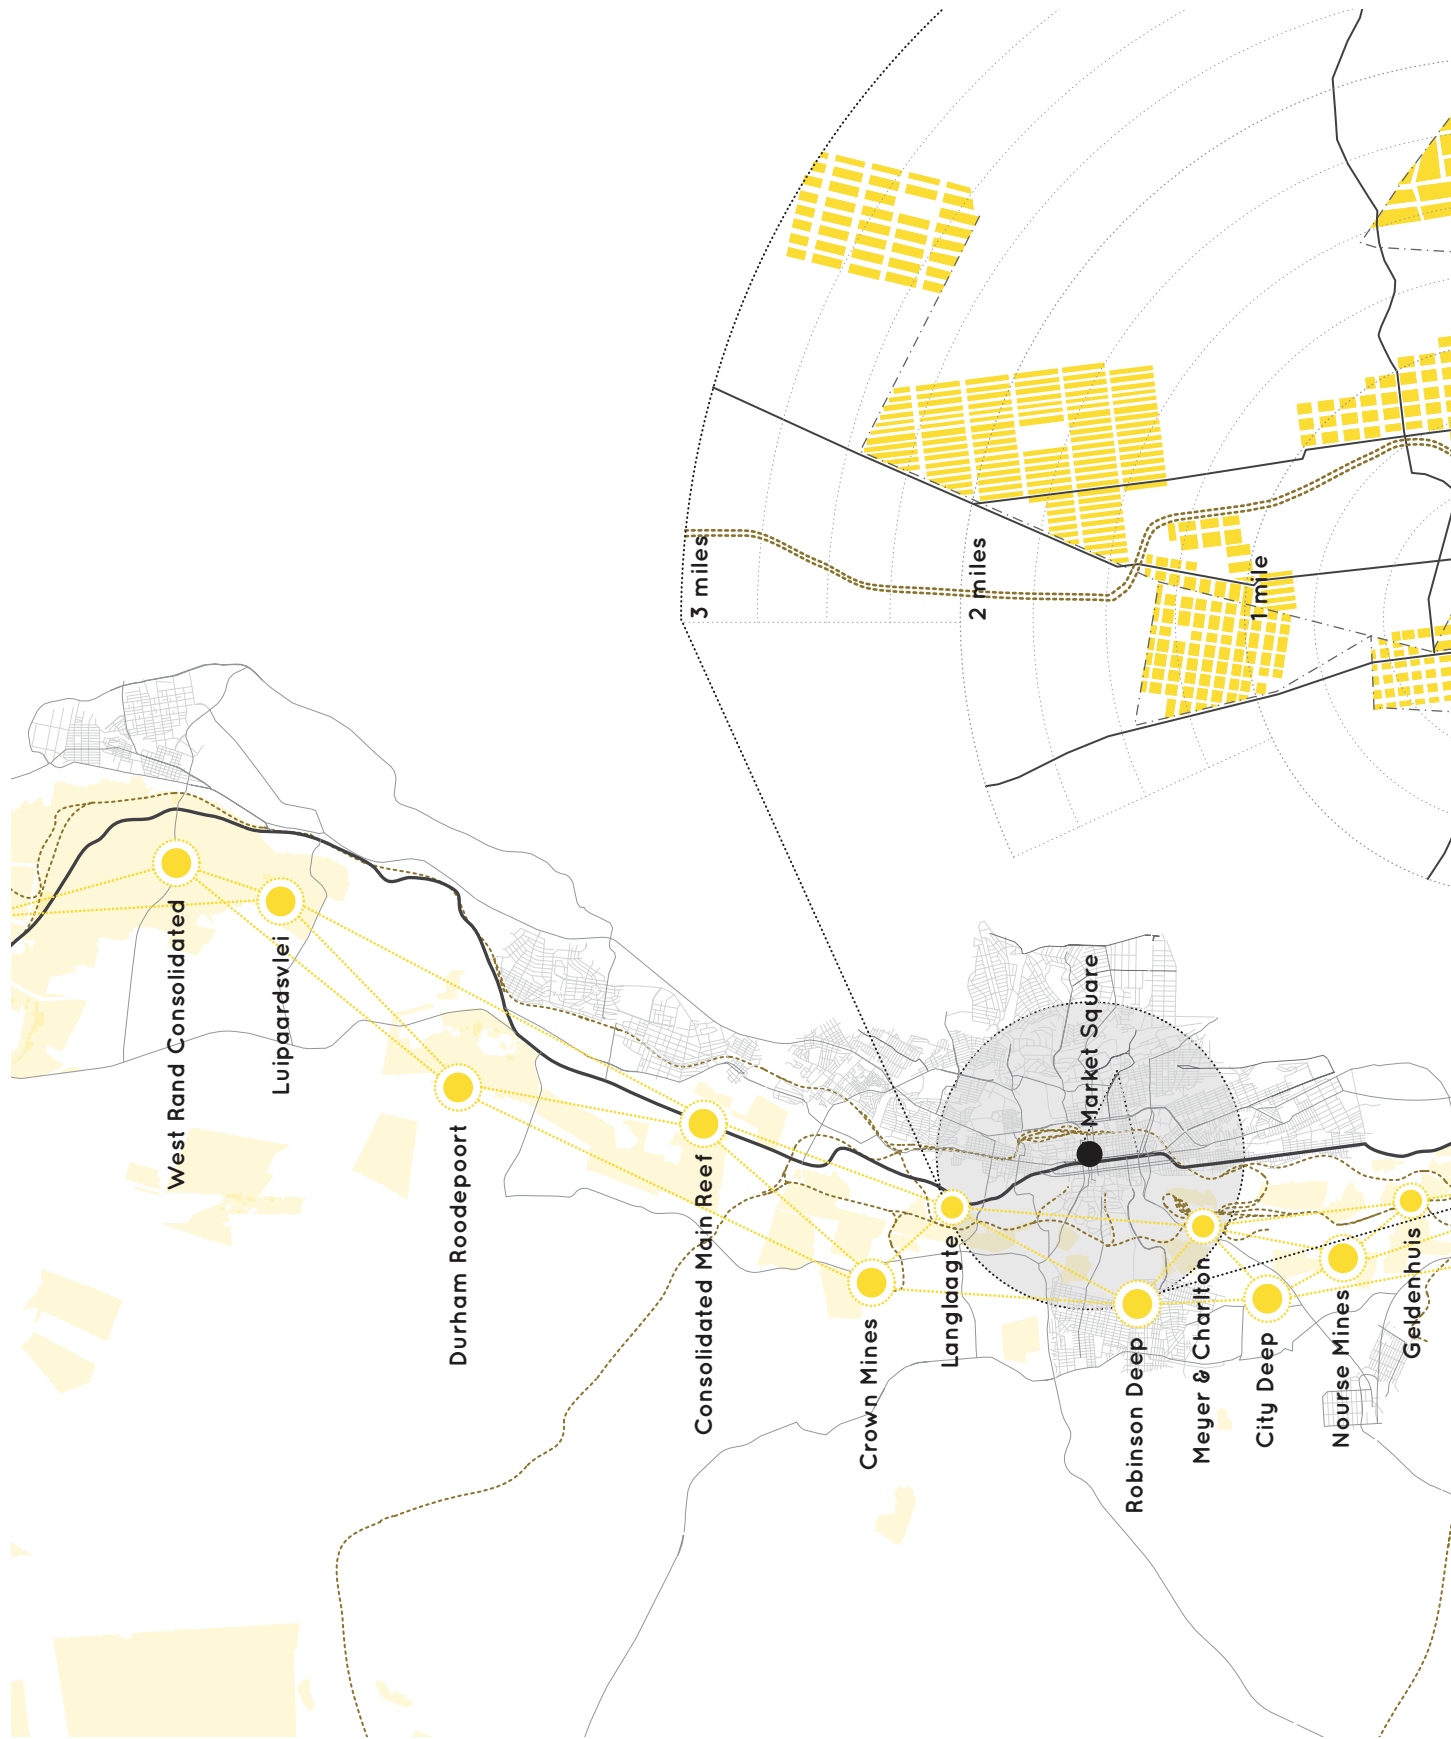 3 miles
2 miles
1 mile
West Rand Consolidated
Luipaardsvlei
Durham Roodepoort
Consolidated Main Reef
Crown Mines
Langlaagte
Market Square
Robinson Deep
Meyer & Charlton
City Deep
Nourse Mines
Geldenhuis